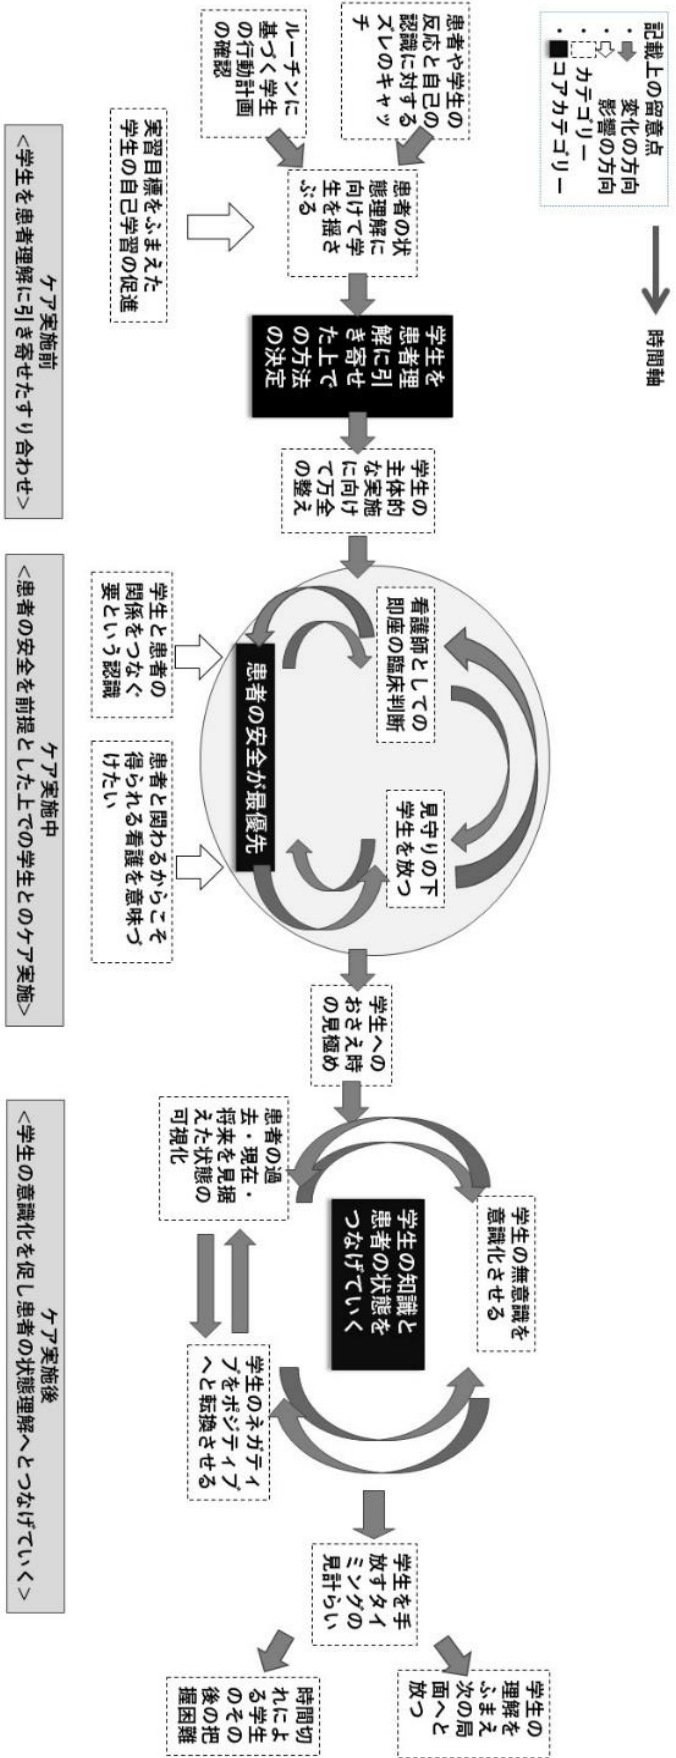 記載上の留意点
・ 変化の方向
・ 影響の方向
・ カテゴリー
・ コアカテゴリー
時間軸
患者や学生の
反応と自己の
認識に対する
ズレのキャッ
チ
ルーチンに
基づく学生
の行動計画
の確認
患者の状
態理解に
向けて学
生を揺さ
ぶる
実習目標をふまえた
学生の自己学習の促進
学生を
患者理
解に引
き寄せ
た上で
の方法
の決定
学生の
主体的
な実施
に向け
て万全
の整え
看護師としての
即座の臨床判断
見守りの下
学生を放つ
患者の安全が最優先
学生と患者の
関係をつなぐ
要という認識
患者と関わるからこそ
得られる看護を意味づ
けたい
学生への
おさえ時
の見極め
学生の無意識を
意識化させる
学生の知識と
患者の状態を
つなげていく
患者の過
去・現在・
将来を見据
えた状態の
可視化
学生のネガティ
ブをポジティブ
へと転換させる
学生を手
放すタイ
ミングの
見計らい
学生の
理解を
ふまえ
次の局
面へと
放つ
時間切
れによ
る学生
のその
後の把
握困難
ケア実施前
<学生を患者理解に引き寄せたすり合わせ>
ケア実施中
<患者の安全を前提とした上での学生とのケア実施>
ケア実施後
<学生の意識化を促し患者の状態理解へとつなげていく>